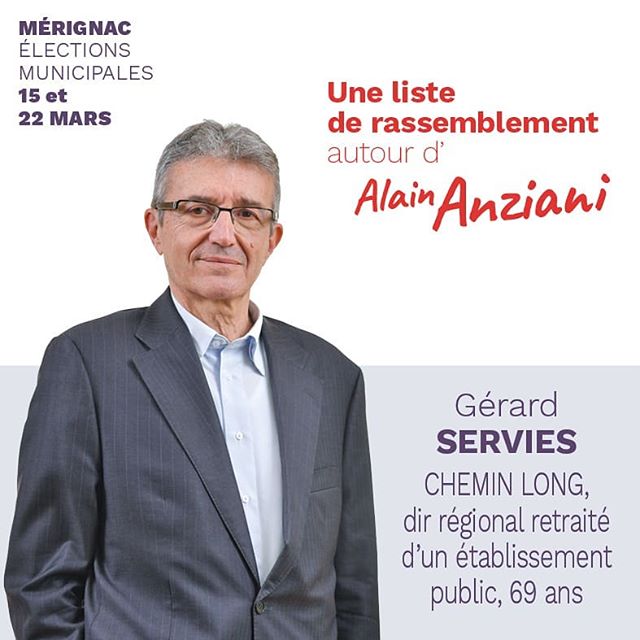 MÉRIGNAC
ÉLECTIONS
MUNICIPALES
15 et
22 MARS
Une liste
de rassemblement
autour d'
Alain Anziani
Gérard
SERVIES
CHEMIN LONG,
dir régional retraité
d'un établissement
public, 69 ans